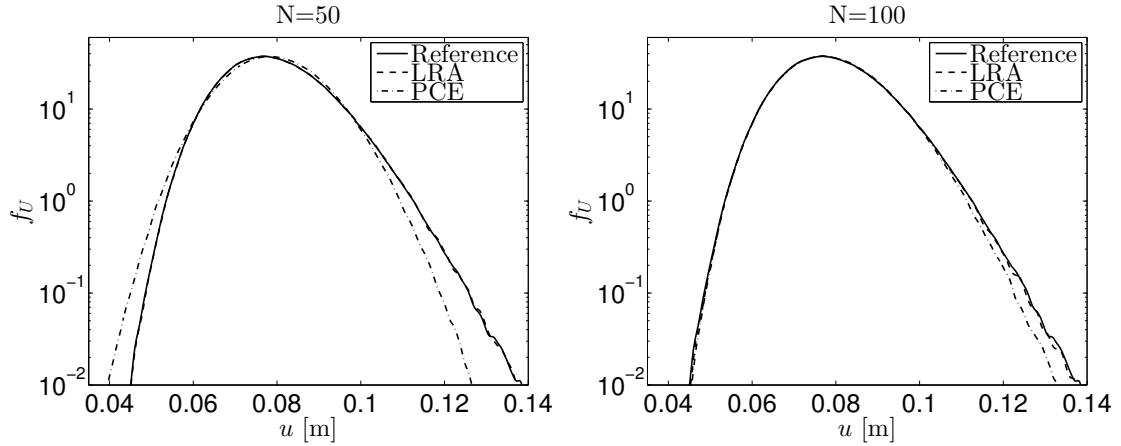 N=50
Reference
LRA
PCE
10^1
10^0
10^-1
10^-2
f_U
0.04 0.06 0.08 0.1 0.12 0.14
u [m]
N=100
Reference
LRA
PCE
10^1
10^0
10^-1
10^-2
f_U
0.04 0.06 0.08 0.1 0.12 0.14
u [m]